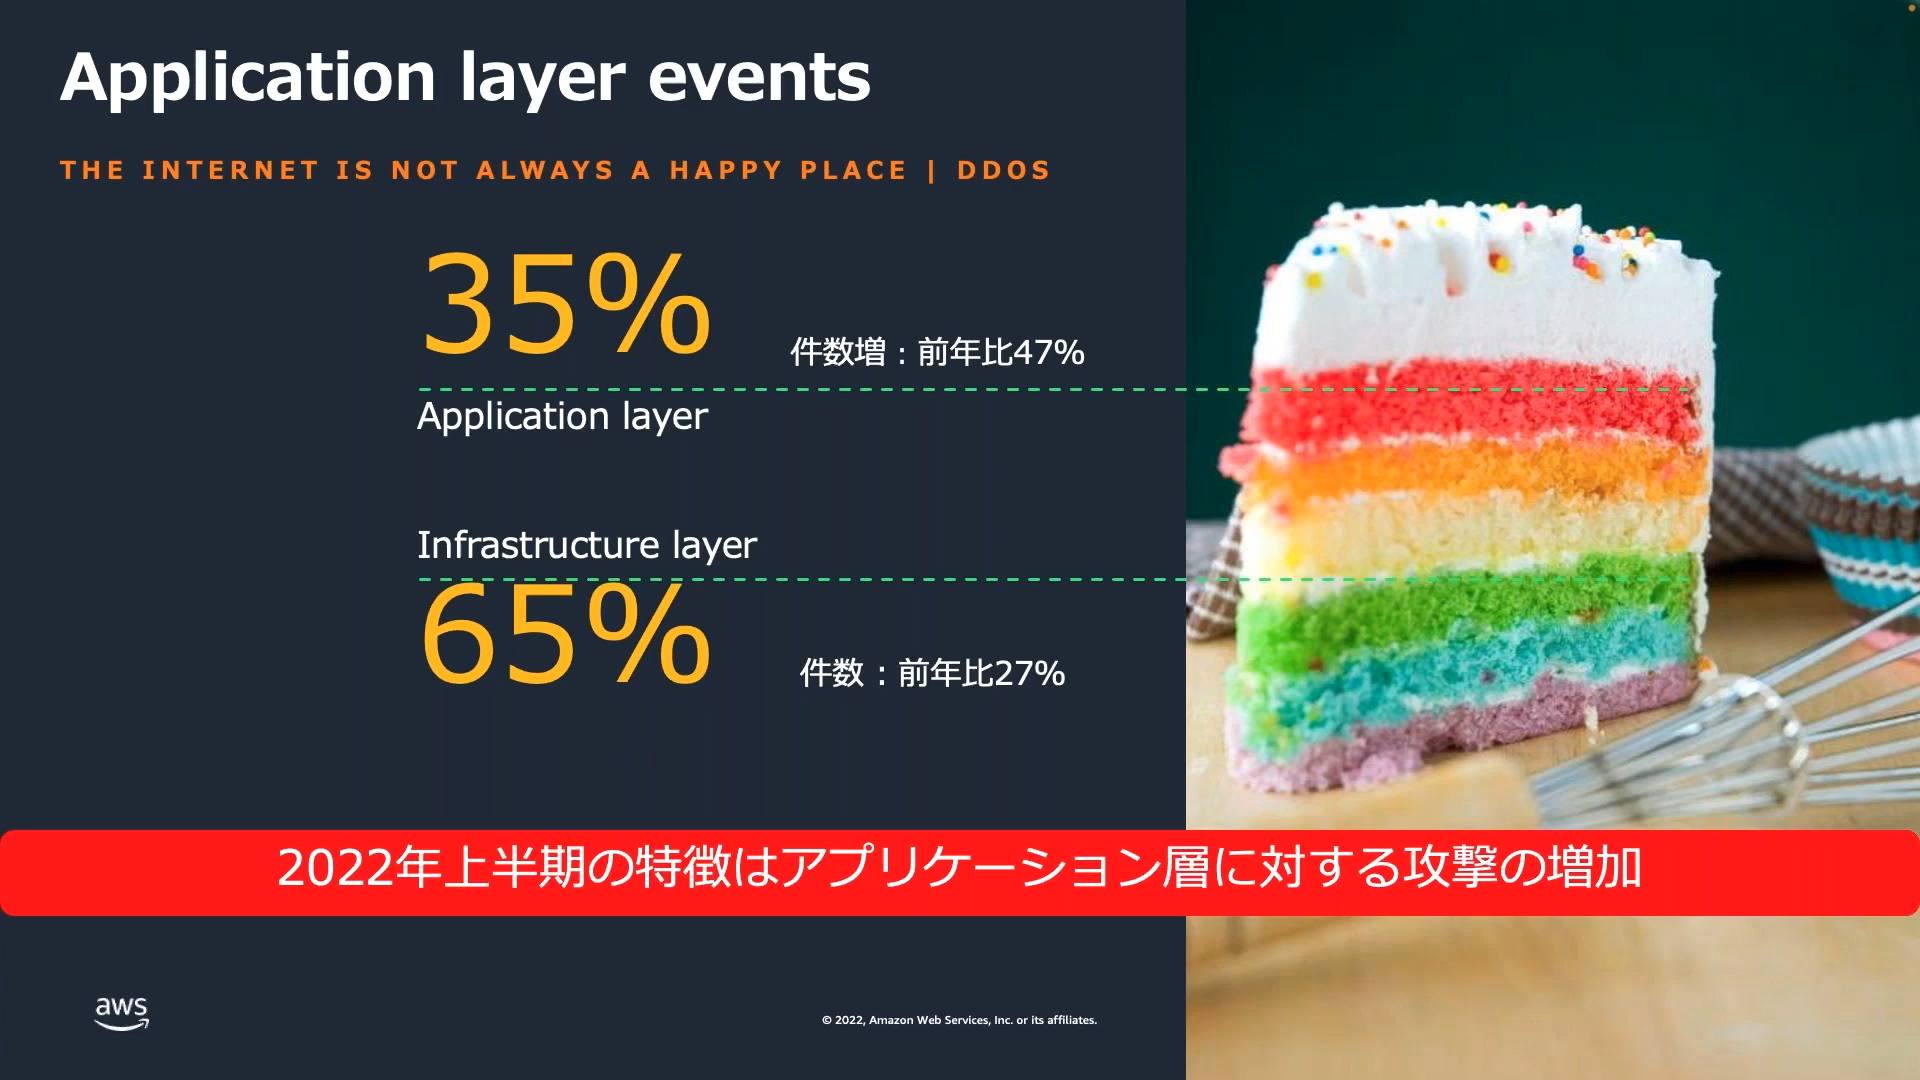 Application layer events
THE INTERNET IS NOT ALWAYS A HAPPY PLACE | DDOS
35%
件数増：前年比47%
Application layer
Infrastructure layer
65%
件数：前年比27%
2022年上半期の特徴はアプリケーション層に対する攻撃の増加
aws
© 2022, Amazon Web Services, Inc. or its affiliates.